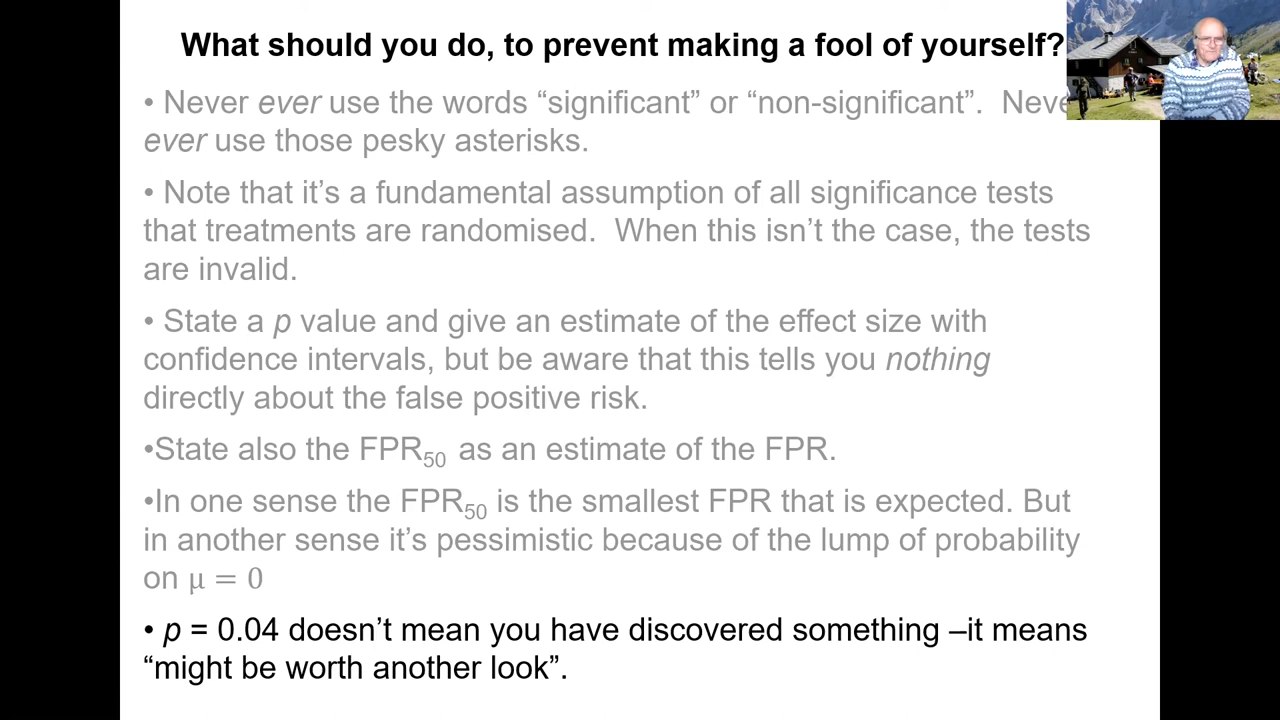 What should you do, to prevent making a fool of yourself?
• Never ever use the words “significant” or “non-significant”.  Neve
ever use those pesky asterisks.
• Note that it’s a fundamental assumption of all significance tests
that treatments are randomised.  When this isn’t the case, the tests
are invalid.
• State a p value and give an estimate of the effect size with
confidence intervals, but be aware that this tells you nothing
directly about the false positive risk.
•State also the FPR₅₀ as an estimate of the FPR.
•In one sense the FPR₅₀ is the smallest FPR that is expected. But
in another sense it’s pessimistic because of the lump of probability
on μ = 0
• p = 0.04 doesn’t mean you have discovered something –it means
“might be worth another look”.